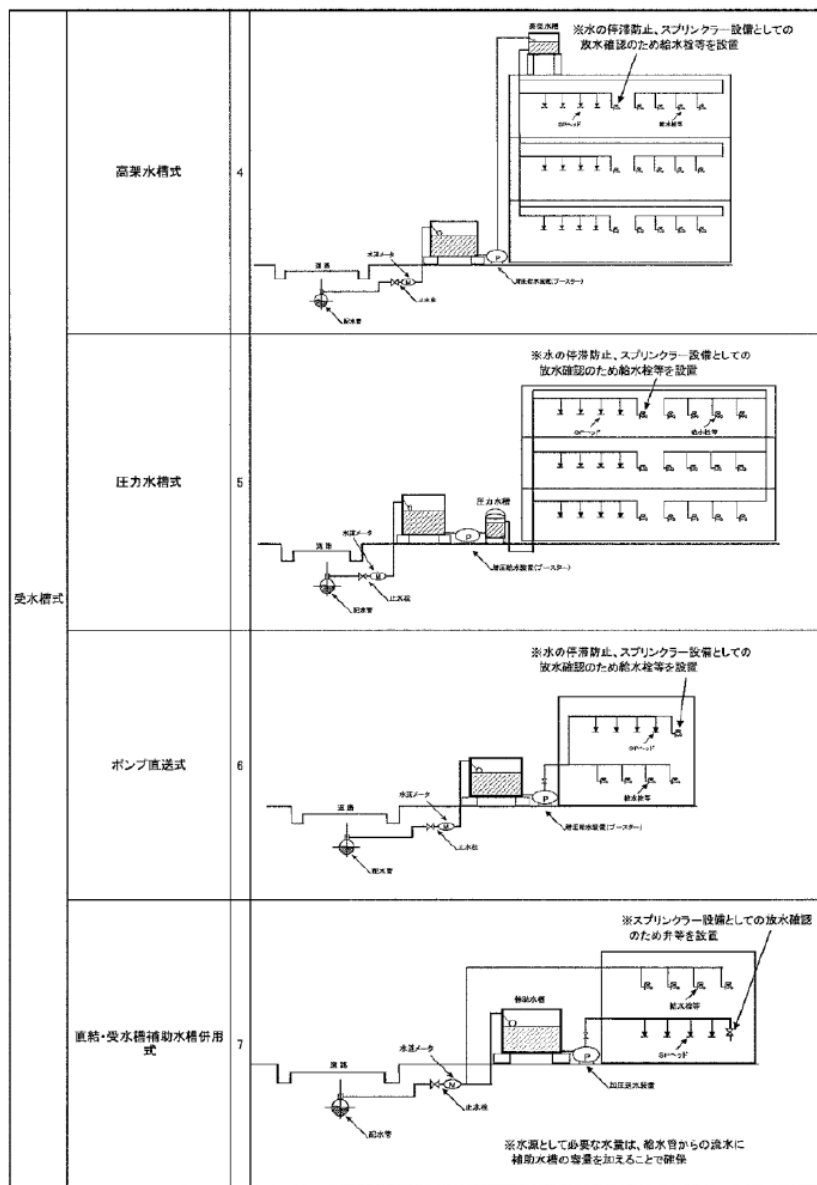 受水槽式
高架水槽式
4
高架水槽
※水の停滞防止、スプリンクラー設備としての
放水確認のため給水栓等を設置
SPヘッド
給水栓等
道路
水道メータ
P
M
止水栓
増圧給水装置(ブースター)
配水管
圧力水槽式
5
※水の停滞防止、スプリンクラー設備としての
放水確認のため給水栓等を設置
SPヘッド
給水栓等
圧力水槽
道路
水道メータ
P
M
止水栓
増圧給水装置(ブースター)
配水管
ポンプ直送式
6
※水の停滞防止、スプリンクラー設備としての
放水確認のため給水栓等を設置
SPヘッド
給水栓等
道路
水道メータ
P
M
止水栓
増圧給水装置(ブースター)
配水管
直結・受水槽補助水槽併用
式
7
※スプリンクラー設備としての放水確認
のため弁等を設置
補助水槽
給水栓等
SPヘッド
道路
水道メータ
P
M
止水栓
加圧送水装置
配水管
※水源として必要な水量は、給水管からの流水に
補助水槽の容量を加えることで確保